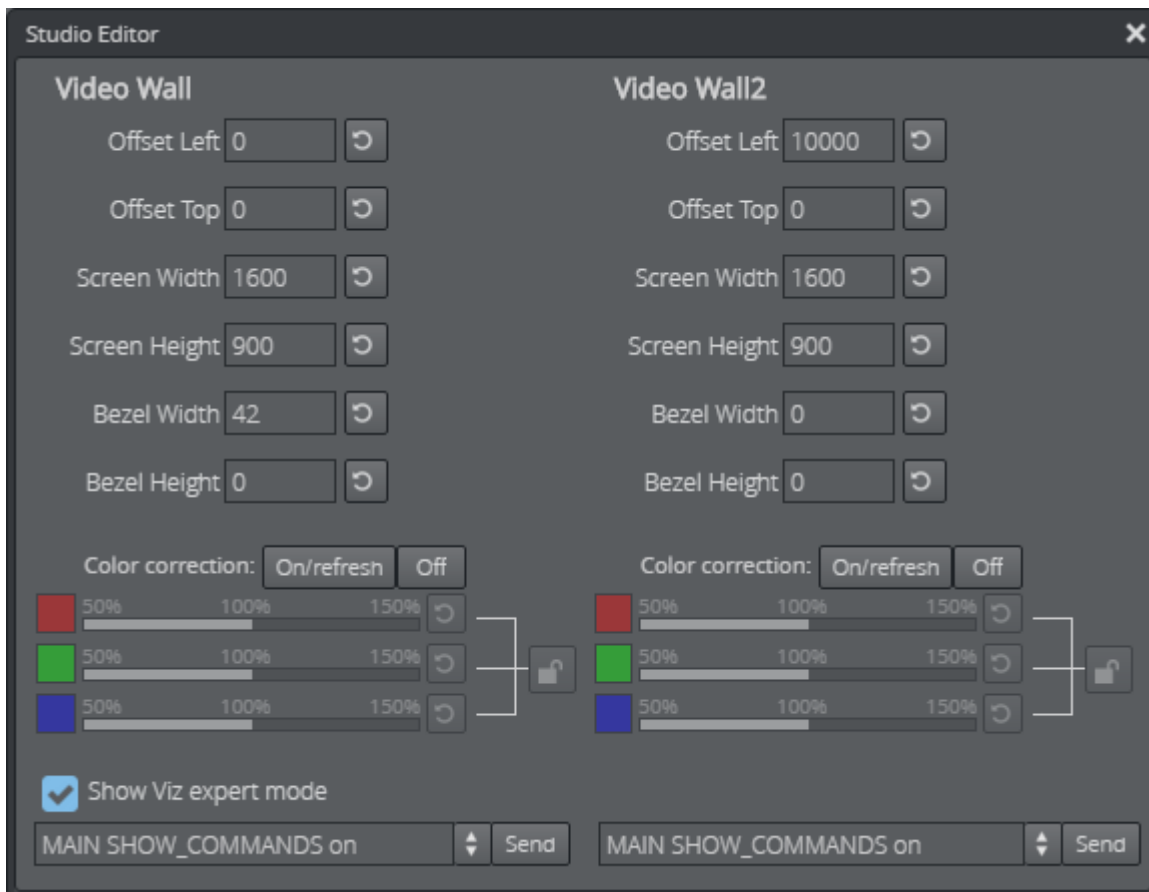 Studio Editor
Video Wall
Offset Left 0
Offset Top 0
Screen Width 1600
Screen Height 900
Bezel Width 42
Bezel Height 0
Color correction: On/refresh Off
50% 100% 150%
50% 100% 150%
50% 100% 150%
Video Wall2
Offset Left 10000
Offset Top 0
Screen Width 1600
Screen Height 900
Bezel Width 0
Bezel Height 0
Color correction: On/refresh Off
50% 100% 150%
50% 100% 150%
50% 100% 150%
Show Viz expert mode
MAIN SHOW_COMMANDS on Send
MAIN SHOW_COMMANDS on Send